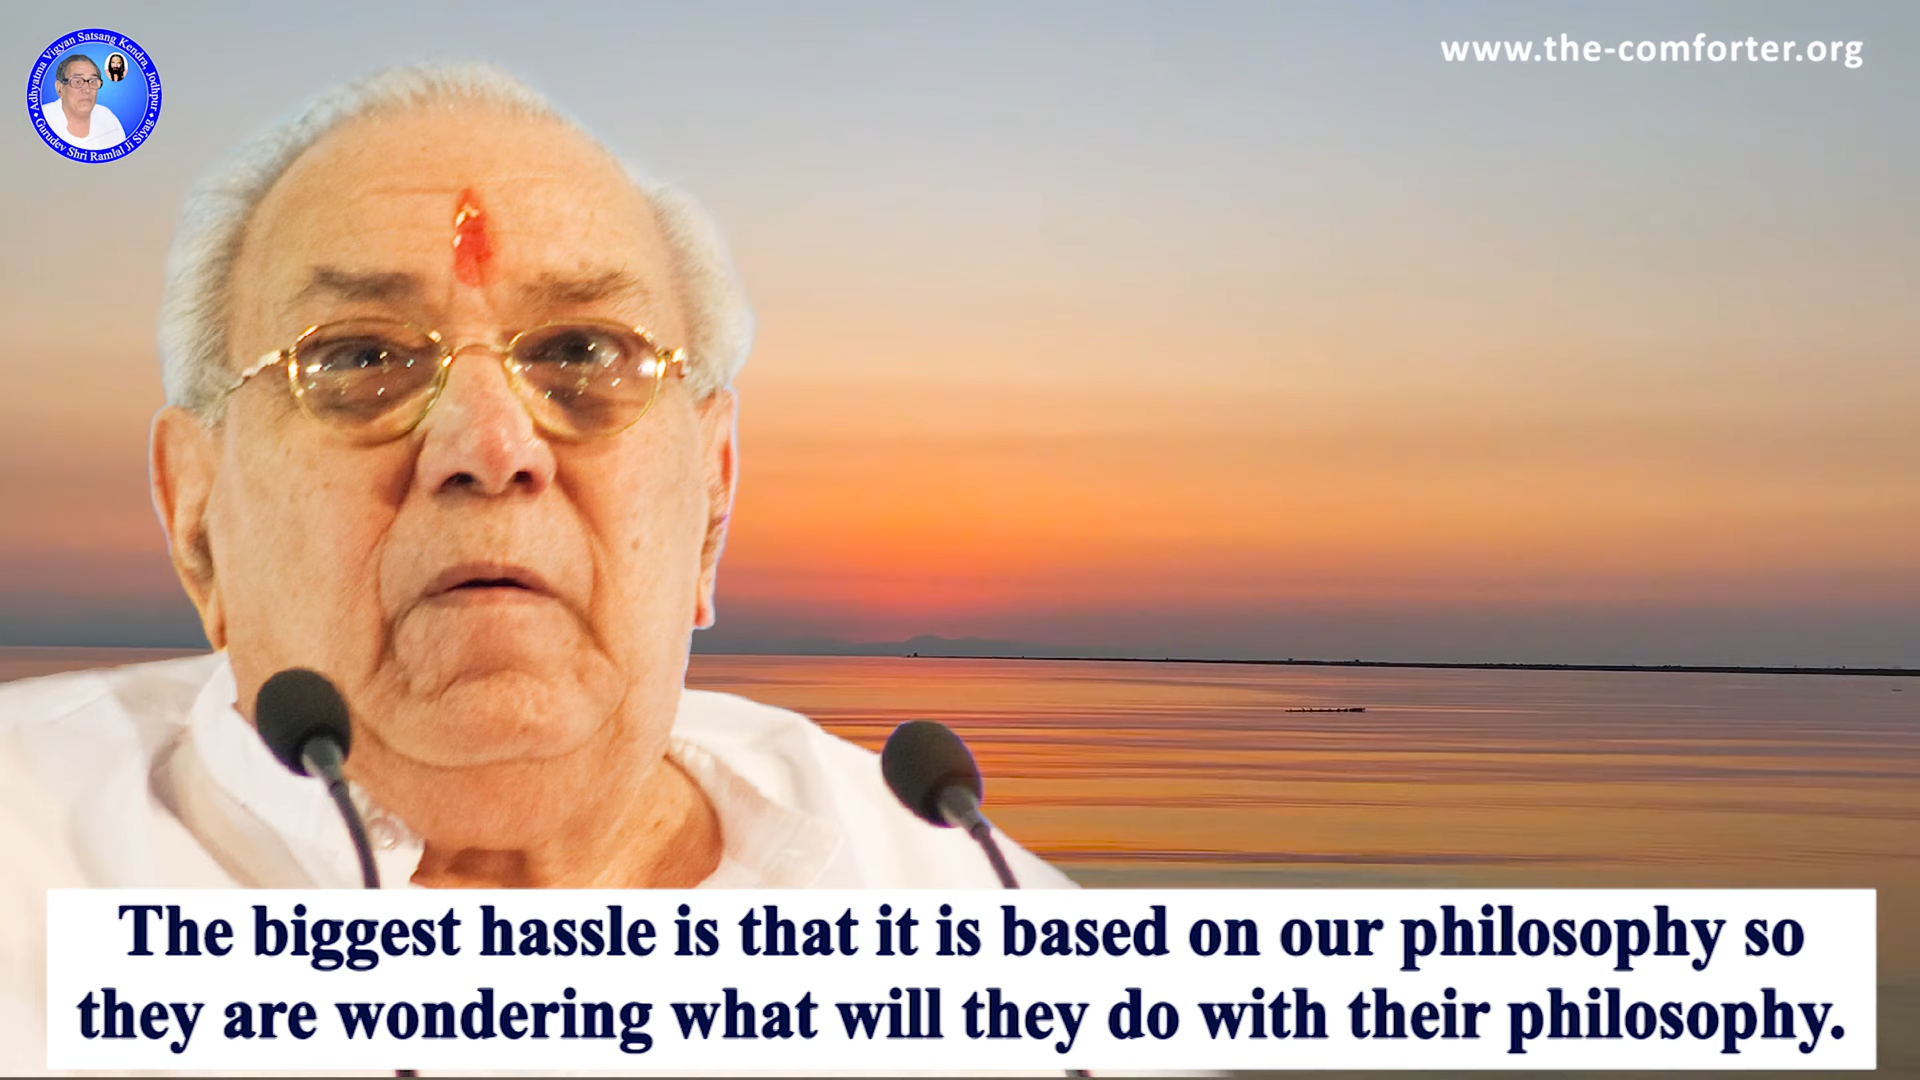 Adhyatma Vigyan Satsang Kendra, Jodhpur
Gurudev Shri Ramlal Ji Siyag
www.the-comforter.org
The biggest hassle is that it is based on our philosophy so
they are wondering what will they do with their philosophy.